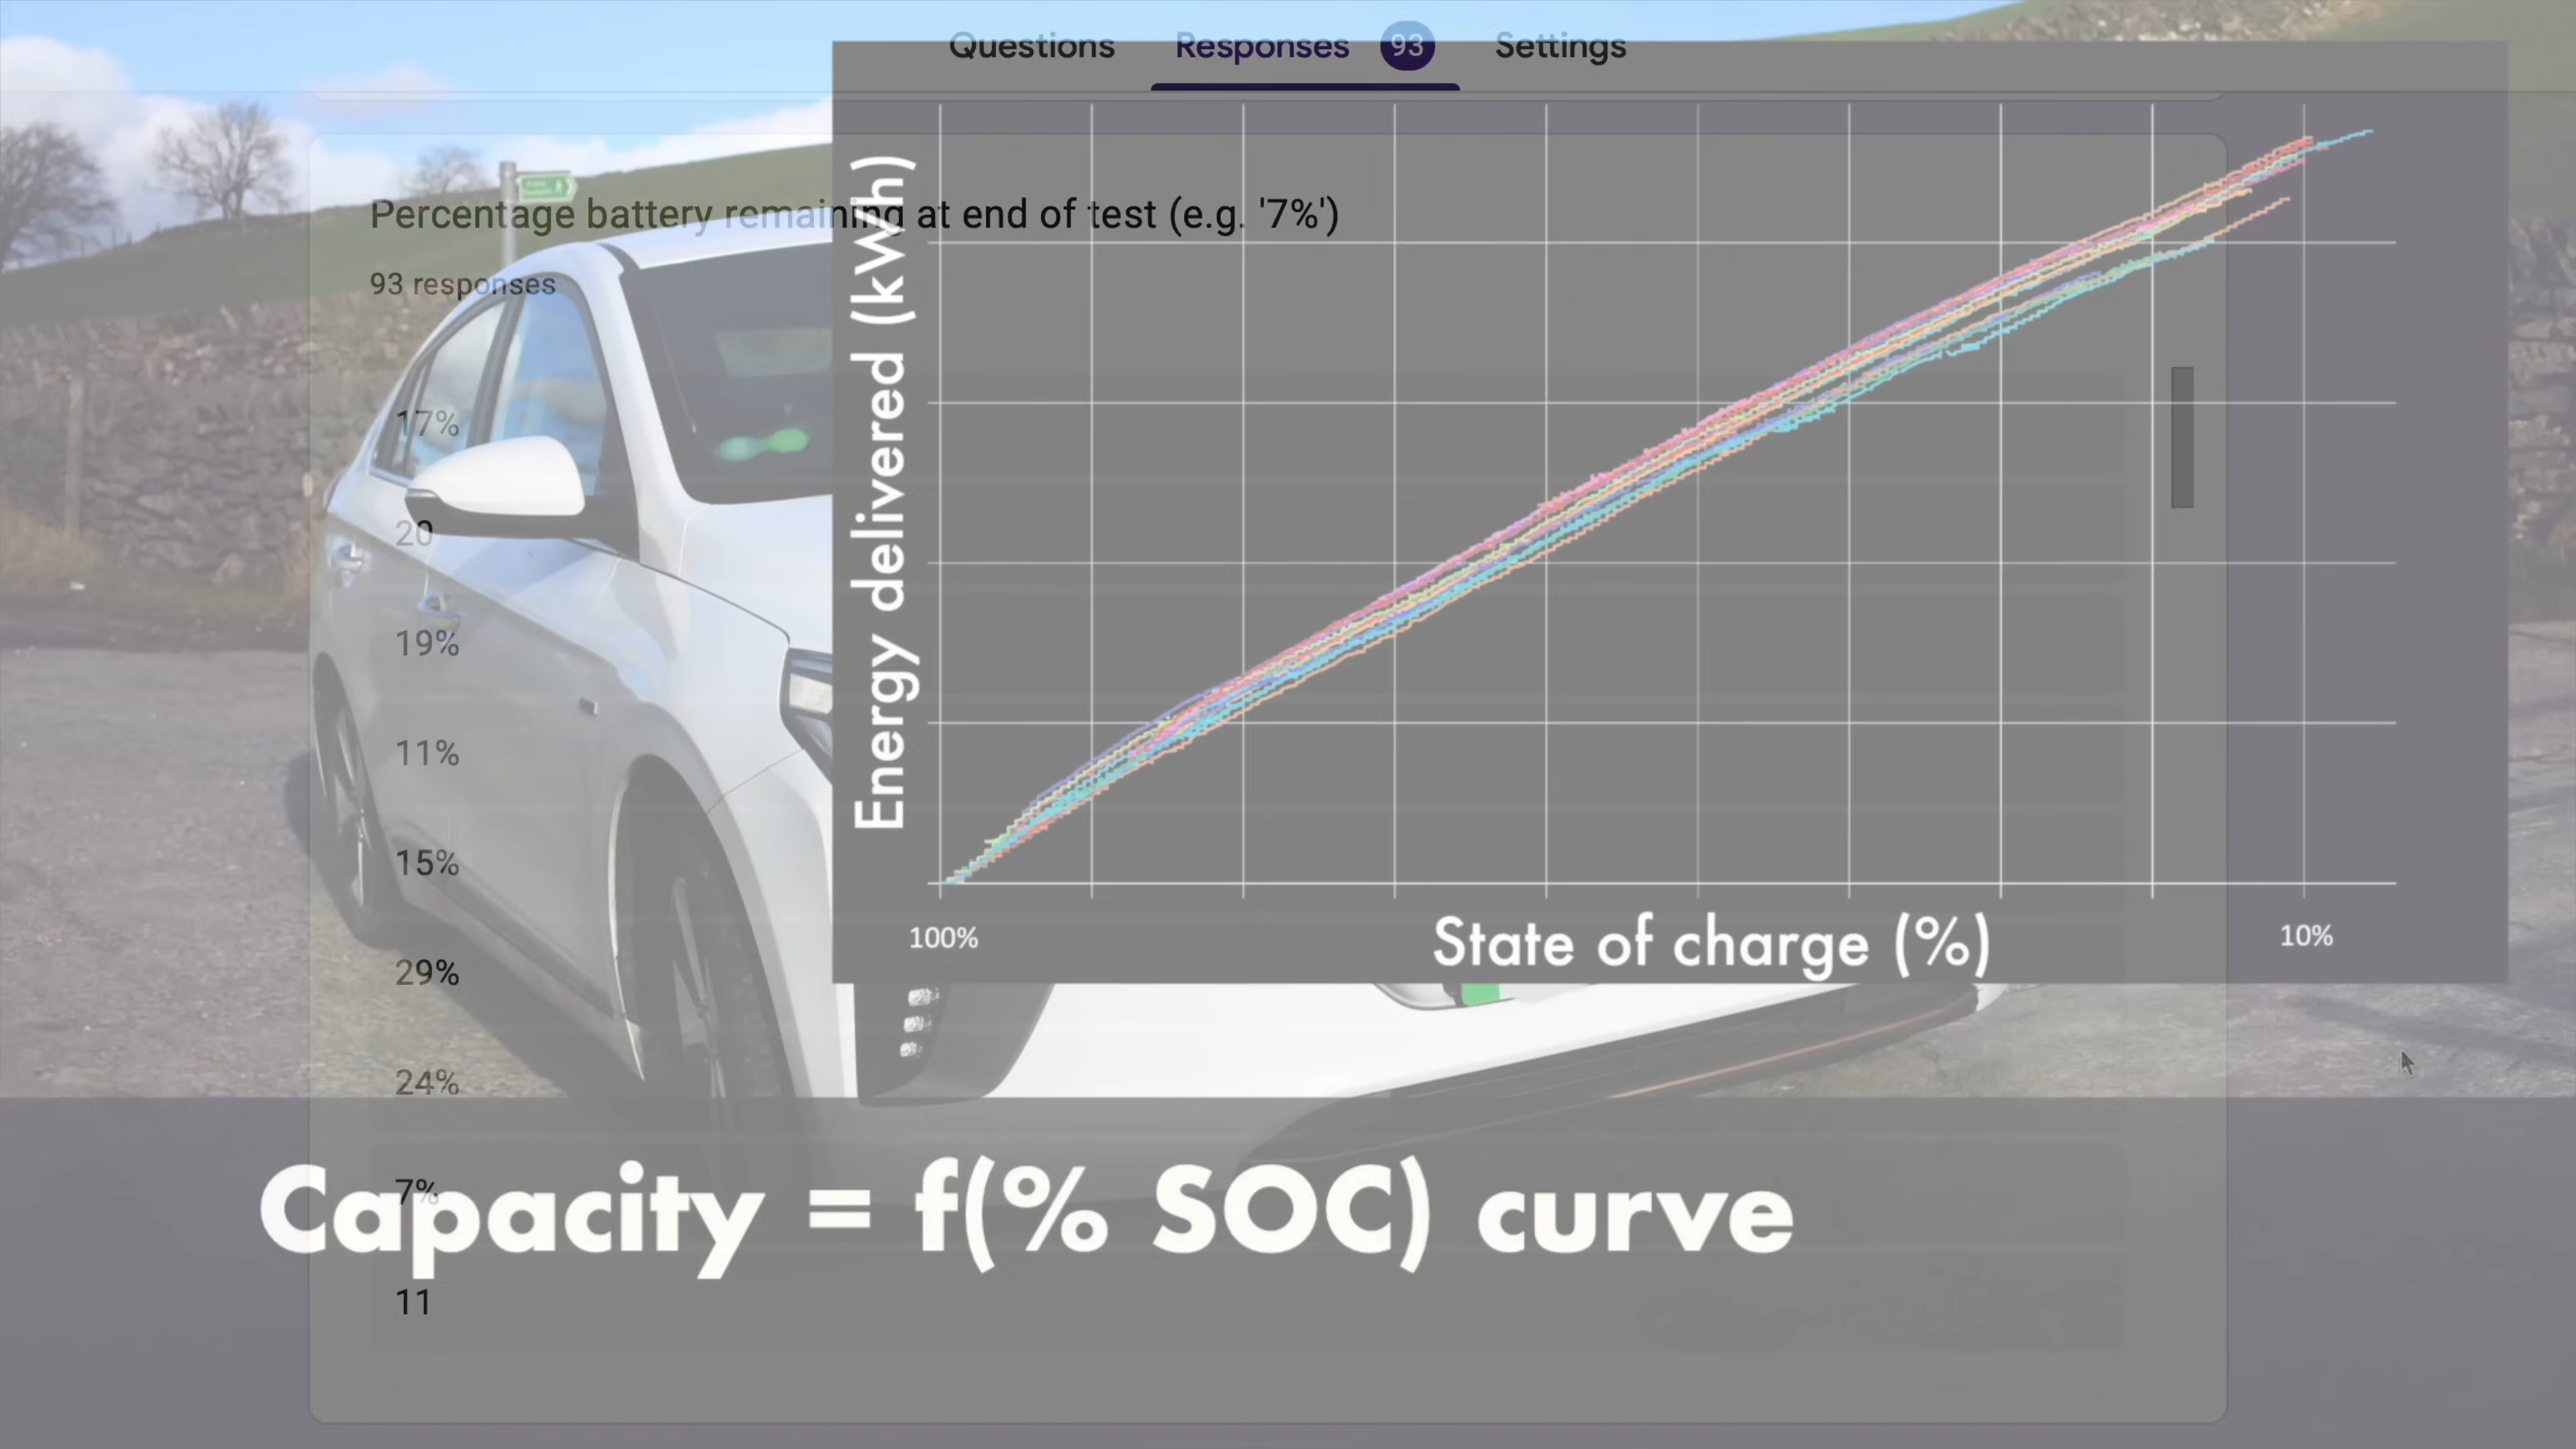 Questions Responses 93 Settings
Percentage battery remaining at end of test (e.g. '7%')
93 responses
17%
20
19%
11%
15%
29%
24%
7%
11
Energy delivered (kWh)
100%
State of charge (%)
10%
Capacity = f(% SOC) curve